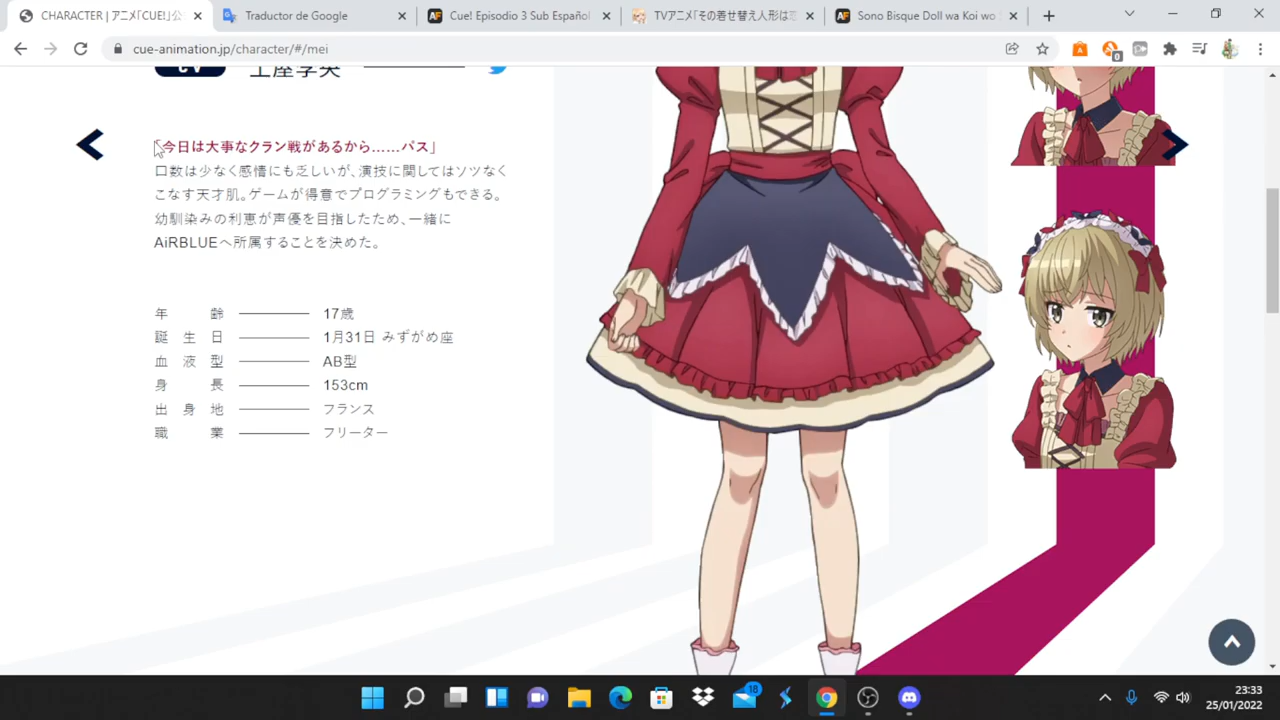 CHARACTER | アニメ「CUE!」公
Traductor de Google
Cue! Episodio 3 Sub Español
TVアニメ「その着せ替え人形は
Sono Bisque Doll wa Koi wo
cue-animation.jp/character/#/mei
0
「今日は大事なクラン戦があるから……パス」
口数は少なく感情にも乏しいが、演技に関してはソツなく
こなす天才肌。ゲームが得意でプログラミングもできる。
幼馴染みの利恵が声優を目指したため、一緒に
AiRBLUEへ所属することを決めた。
年齢 17歳
誕生日 1月31日 みずがめ座
血液型 AB型
身長 153cm
出身地 フランス
職業 フリーター
18
23:33
25/01/2022